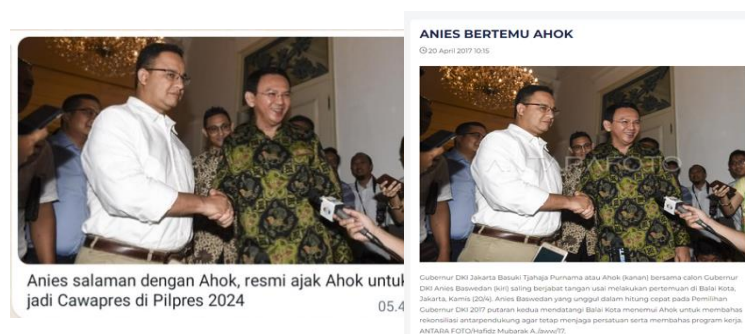 Anies salaman dengan Ahok, resmi ajak Ahok untuk
jadi Cawapres di Pilpres 2024
05.4
ANIES BERTEMU AHOK
20 April 2017 10:15
ANTARAFOTO
Gubernur DKI Jakarta Basuki Tjahaja Purnama atau Ahok (kanan) bersama calon Gubernur
DKI Anies Baswedan (kiri) saling berjabat tangan usai melakukan pertemuan di Balai Kota,
Jakarta, Kamis (20/4). Anies Baswedan yang unggul dalam hitung cepat pada Pemilihan
Gubernur DKI 2017 putaran kedua mendatangi Balai Kota menemui Ahok untuk membahas
rekonsiliasi antarpendukung agar tetap menjaga persatuan serta membahas program kerja.
ANTARA FOTO/Hafidz Mubarak A./aww/17.